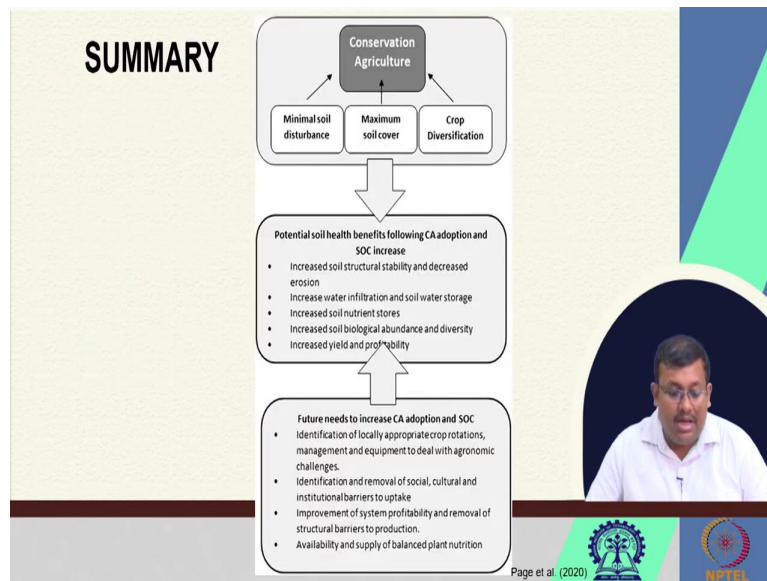 SUMMARY
Conservation
Agriculture
Minimal soil
disturbance
Maximum
soil cover
Crop
Diversification
Potential soil health benefits following CA adoption and
SOC increase
• Increased soil structural stability and decreased
erosion
• Increase water infiltration and soil water storage
• Increased soil nutrient stores
• Increased soil biological abundance and diversity
• Increased yield and profitability
Future needs to increase CA adoption and SOC
• Identification of locally appropriate crop rotations,
management and equipment to deal with agronomic
challenges.
• Identification and removal of social, cultural and
institutional barriers to uptake
• Improvement of system profitability and removal of
structural barriers to production.
• Availability and supply of balanced plant nutrition
Page et al. (2020)
NPTEL